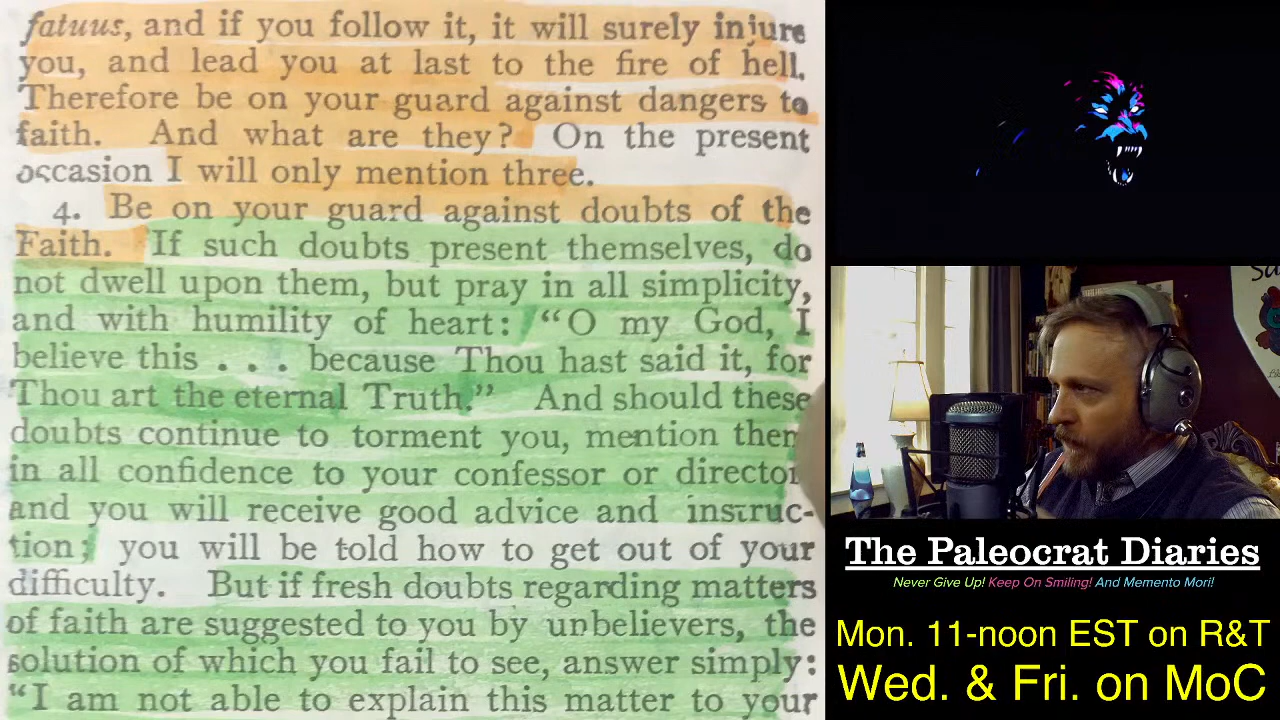 fatuus, and if you follow it, it will surely injure
you, and lead you at last to the fire of hell.
Therefore be on your guard against dangers to
faith. And what are they? On the present
occasion I will only mention three.
4. Be on your guard against doubts of the
Faith. If such doubts present themselves, do
not dwell upon them, but pray in all simplicity,
and with humility of heart: “O my God, I
believe this . . . because Thou hast said it, for
Thou art the eternal Truth.” And should these
doubts continue to torment you, mention them
in all confidence to your confessor or director
and you will receive good advice and instruc-
tion; you will be told how to get out of your
difficulty. But if fresh doubts regarding matters
of faith are suggested to you by unbelievers, the
solution of which you fail to see, answer simply:
“I am not able to explain this matter to your
The Paleocrat Diaries
Never Give Up! Keep On Smiling! And Memento Mori!
Mon. 11-noon EST on R&T
Wed. & Fri. on MoC